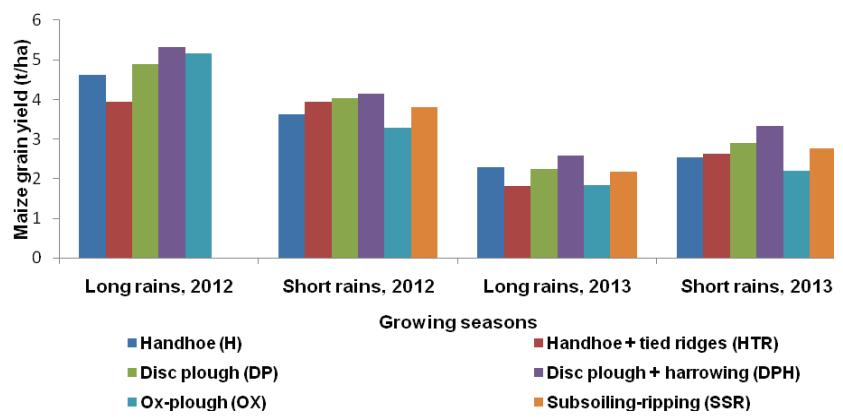 Maize grain yield (t/ha)
6
5
4
3
2
1
0
Long rains, 2012 Short rains, 2012 Long rains, 2013 Short rains, 2013
Growing seasons
Handhoe (H) Handhoe + tied ridges (HTR)
Disc plough (DP) Disc plough + harrowing (DPH)
Ox-plough (OX) Subsoiling-ripping (SSR)